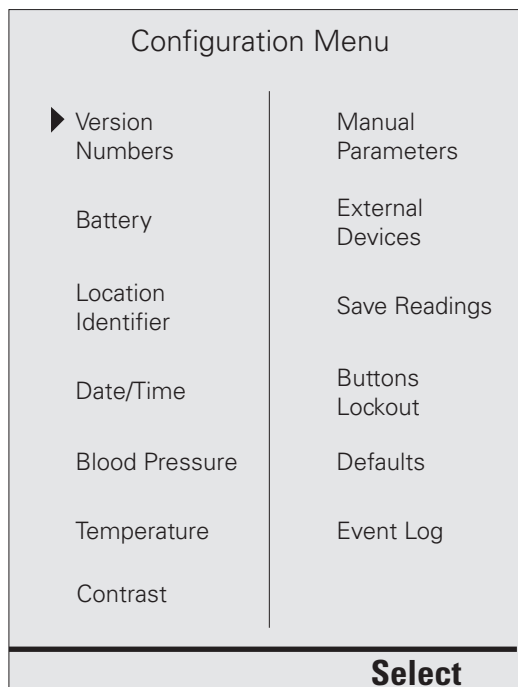 Configuration Menu
Version
Numbers
Battery
Location
Identifier
Date/Time
Blood Pressure
Temperature
Contrast
Manual
Parameters
External
Devices
Save Readings
Buttons
Lockout
Defaults
Event Log
Select